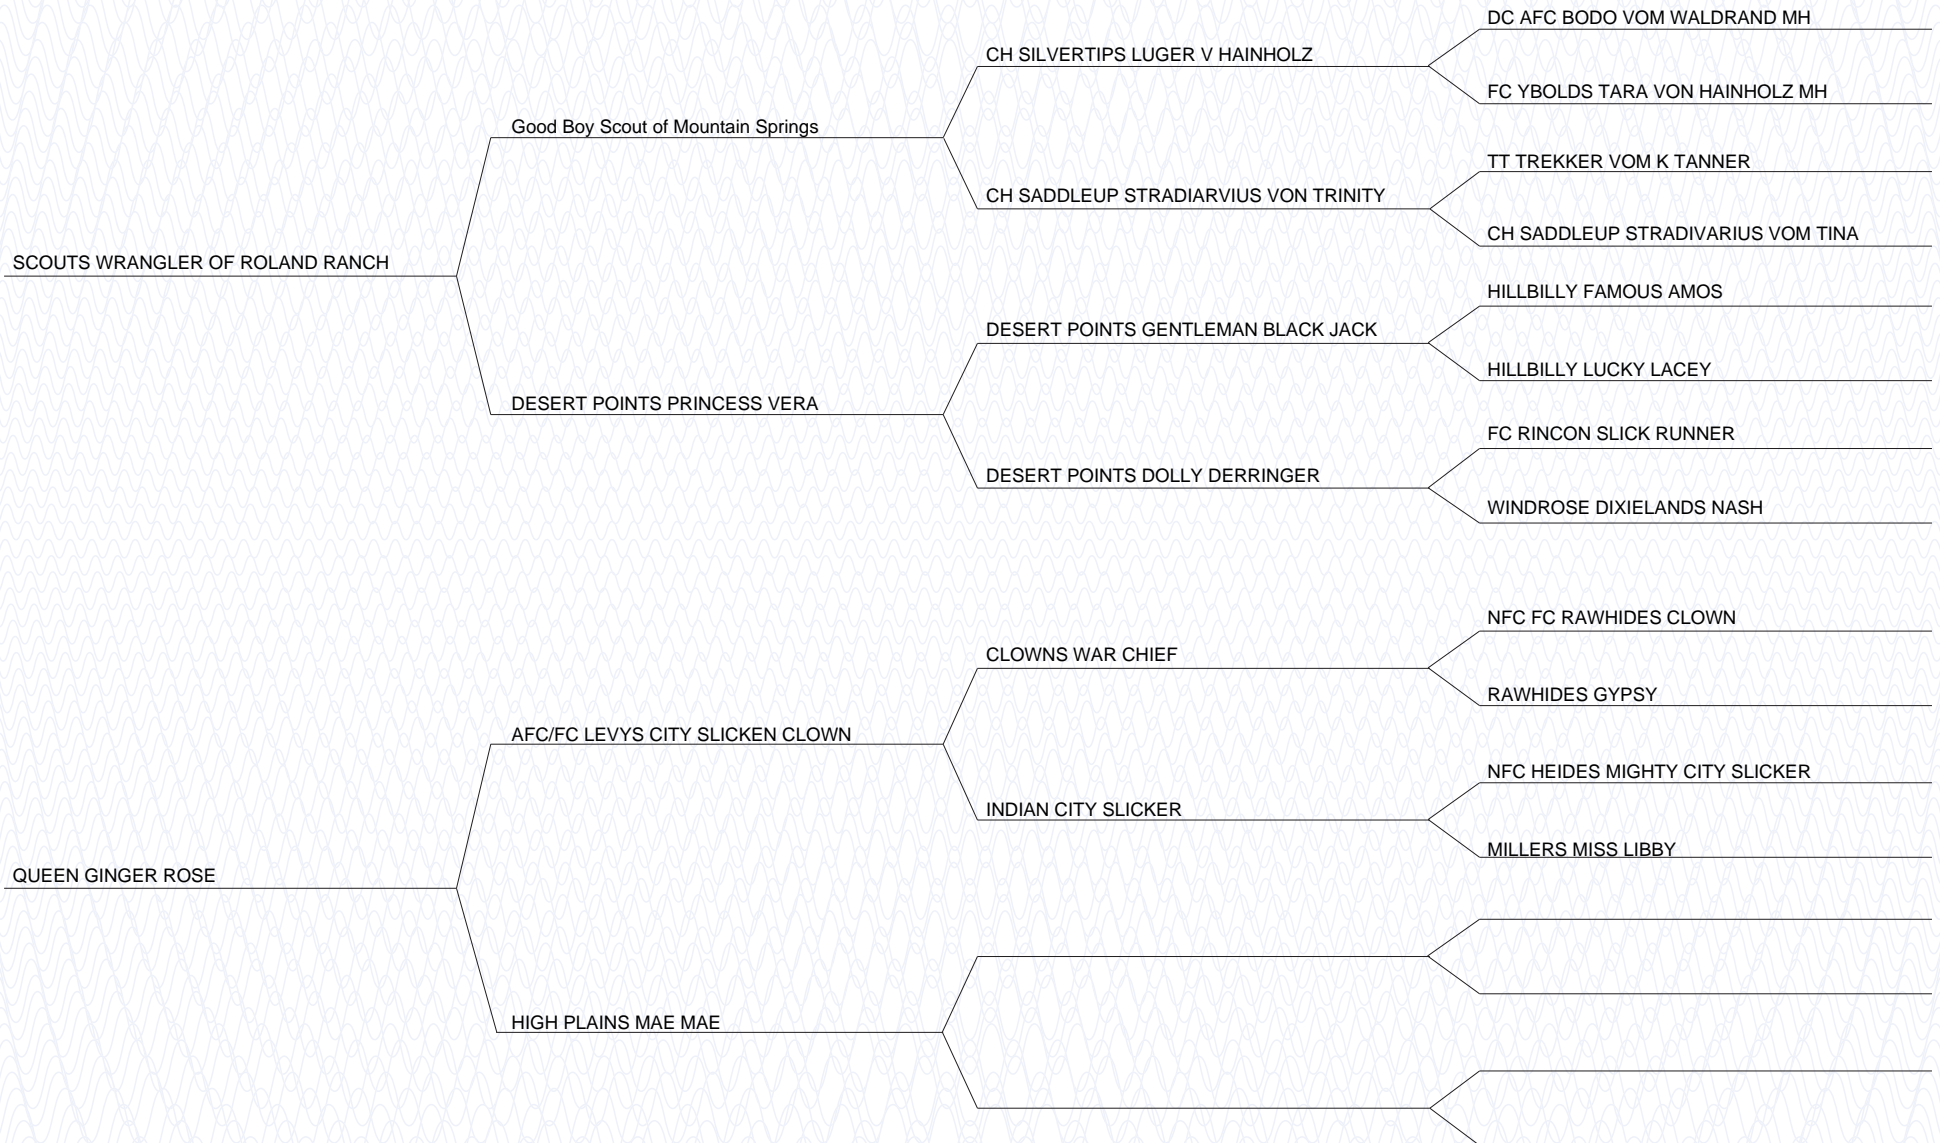 DC AFC BODO VOM WALDRAND MH
CH SILVERTIPS LUGER V HAINHOLZ
FC YBOLDS TARA VON HAINHOLZ MH
Good Boy Scout of Mountain Springs
TT TREKKER VOM K TANNER
CH SADDLEUP STRADIARVIUS VON TRINITY
CH SADDLEUP STRADIVARIUS VOM TINA
SCOUTS WRANGLER OF ROLAND RANCH
HILLBILLY FAMOUS AMOS
DESERT POINTS GENTLEMAN BLACK JACK
HILLBILLY LUCKY LACEY
DESERT POINTS PRINCESS VERA
FC RINCON SLICK RUNNER
DESERT POINTS DOLLY DERRINGER
WINDROSE DIXIELANDS NASH
NFC FC RAWHIDES CLOWN
CLOWNS WAR CHIEF
RAWHIDES GYPSY
AFC/FC LEVYS CITY SLICKEN CLOWN
NFC HEIDES MIGHTY CITY SLICKER
INDIAN CITY SLICKER
MILLERS MISS LIBBY
QUEEN GINGER ROSE
HIGH PLAINS MAE MAE